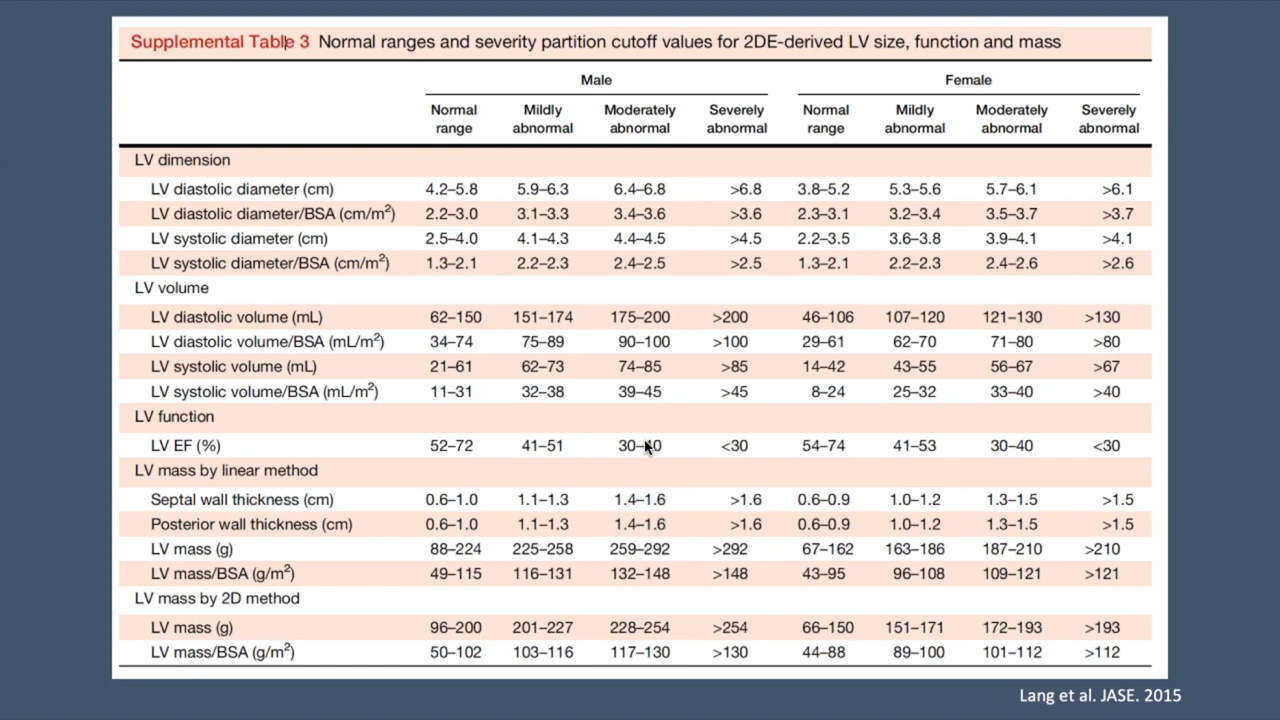 Supplemental Table 3 Normal ranges and severity partition cutoff values for 2DE-derived LV size, function and mass
Male Female
Normal range Mildly abnormal Moderately abnormal Severely abnormal Normal range Mildly abnormal Moderately abnormal Severely abnormal
LV dimension
LV diastolic diameter (cm) 4.2–5.8 5.9–6.3 6.4–6.8 >6.8 3.8–5.2 5.3–5.6 5.7–6.1 >6.1
LV diastolic diameter/BSA (cm/m²) 2.2–3.0 3.1–3.3 3.4–3.6 >3.6 2.3–3.1 3.2–3.4 3.5–3.7 >3.7
LV systolic diameter (cm) 2.5–4.0 4.1–4.3 4.4–4.5 >4.5 2.2–3.5 3.6–3.8 3.9–4.1 >4.1
LV systolic diameter/BSA (cm/m²) 1.3–2.1 2.2–2.3 2.4–2.5 >2.5 1.3–2.1 2.2–2.3 2.4–2.6 >2.6
LV volume
LV diastolic volume (mL) 62–150 151–174 175–200 >200 46–106 107–120 121–130 >130
LV diastolic volume/BSA (mL/m²) 34–74 75–89 90–100 >100 29–61 62–70 71–80 >80
LV systolic volume (mL) 21–61 62–73 74–85 >85 14–42 43–55 56–67 >67
LV systolic volume/BSA (mL/m²) 11–31 32–38 39–45 >45 8–24 25–32 33–40 >40
LV function
LV EF (%) 52–72 41–51 30–40 <30 54–74 41–53 30–40 <30
LV mass by linear method
Septal wall thickness (cm) 0.6–1.0 1.1–1.3 1.4–1.6 >1.6 0.6–0.9 1.0–1.2 1.3–1.5 >1.5
Posterior wall thickness (cm) 0.6–1.0 1.1–1.3 1.4–1.6 >1.6 0.6–0.9 1.0–1.2 1.3–1.5 >1.5
LV mass (g) 88–224 225–258 259–292 >292 67–162 163–186 187–210 >210
LV mass/BSA (g/m²) 49–115 116–131 132–148 >148 43–95 96–108 109–121 >121
LV mass by 2D method
LV mass (g) 96–200 201–227 228–254 >254 66–150 151–171 172–193 >193
LV mass/BSA (g/m²) 50–102 103–116 117–130 >130 44–88 89–100 101–112 >112
Lang et al. JASE. 2015